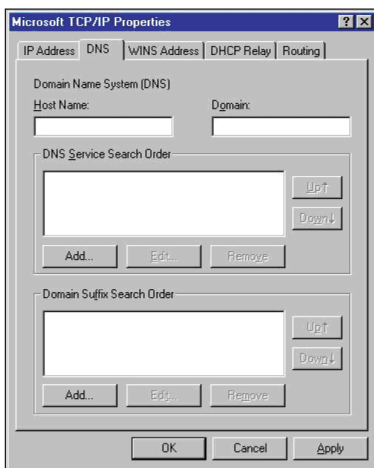 Microsoft TCP/IP Properties
IP Address DNS WINS Address DHCP Relay Routing
Domain Name System (DNS)
Host Name: Domain:
DNS Service Search Order
Up↑
Down↓
Add... Edit... Remove
Domain Suffix Search Order
Up↑
Down↓
Add... Edit... Remove
OK Cancel Apply